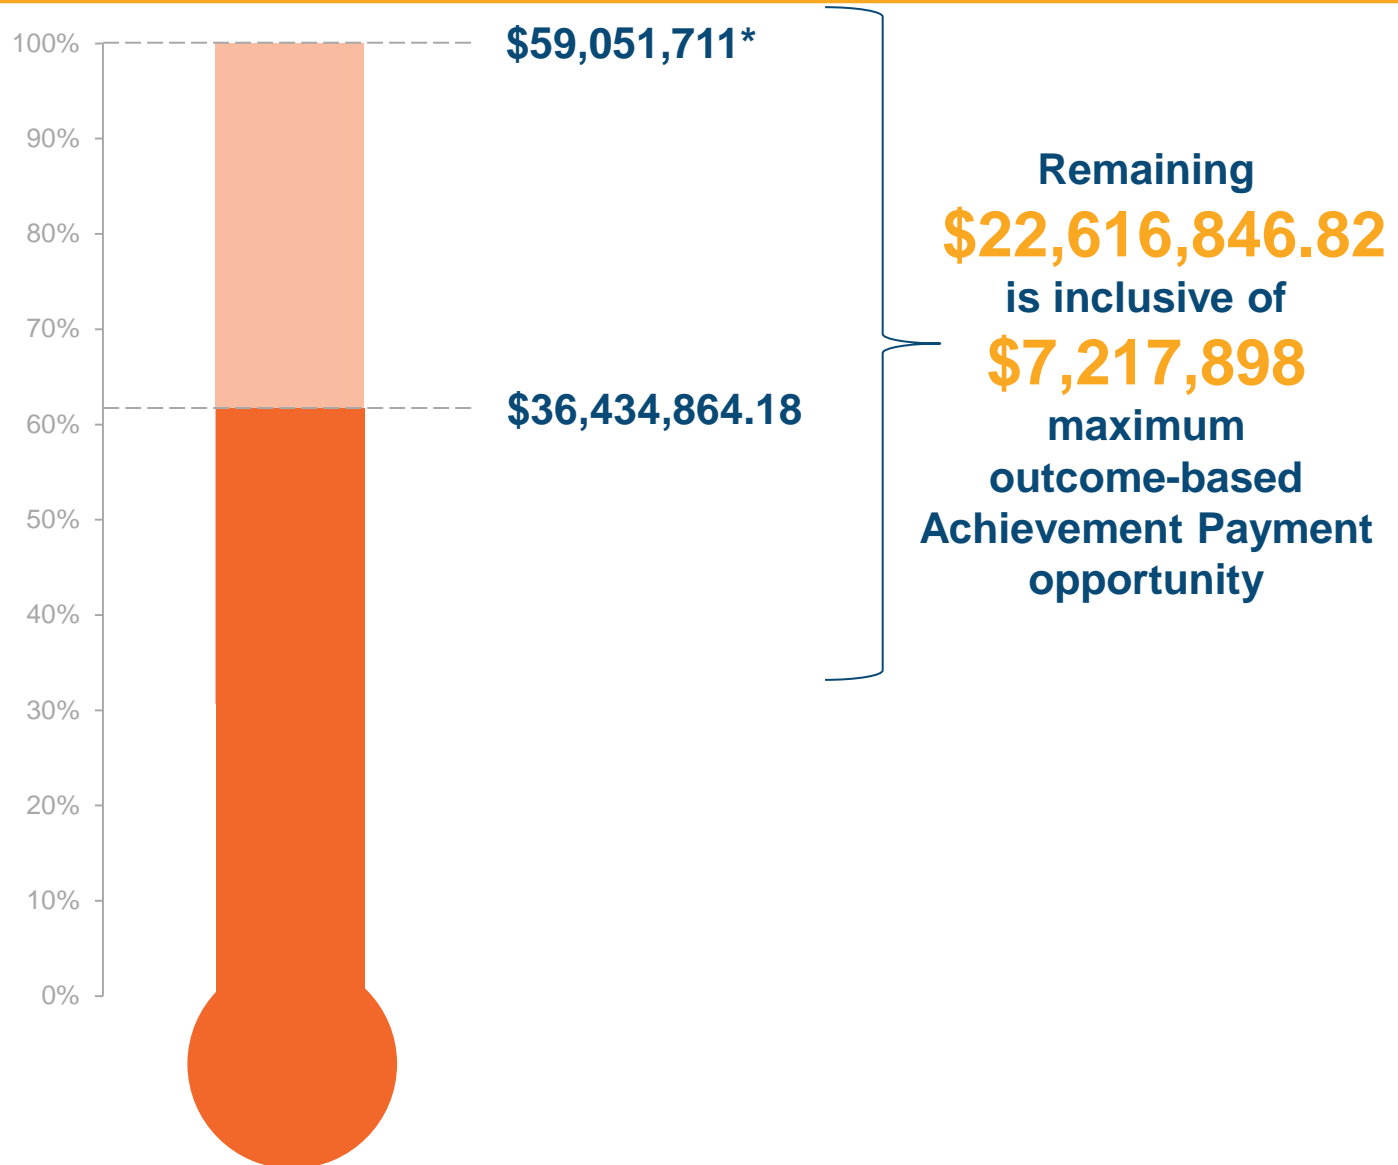 100%
90%
80%
70%
60%
50%
40%
30%
20%
10%
0%
$59,051,711*
$36,434,864.18
Remaining
$22,616,846.82
is inclusive of
$7,217,898
maximum
outcome-based
Achievement Payment
opportunity